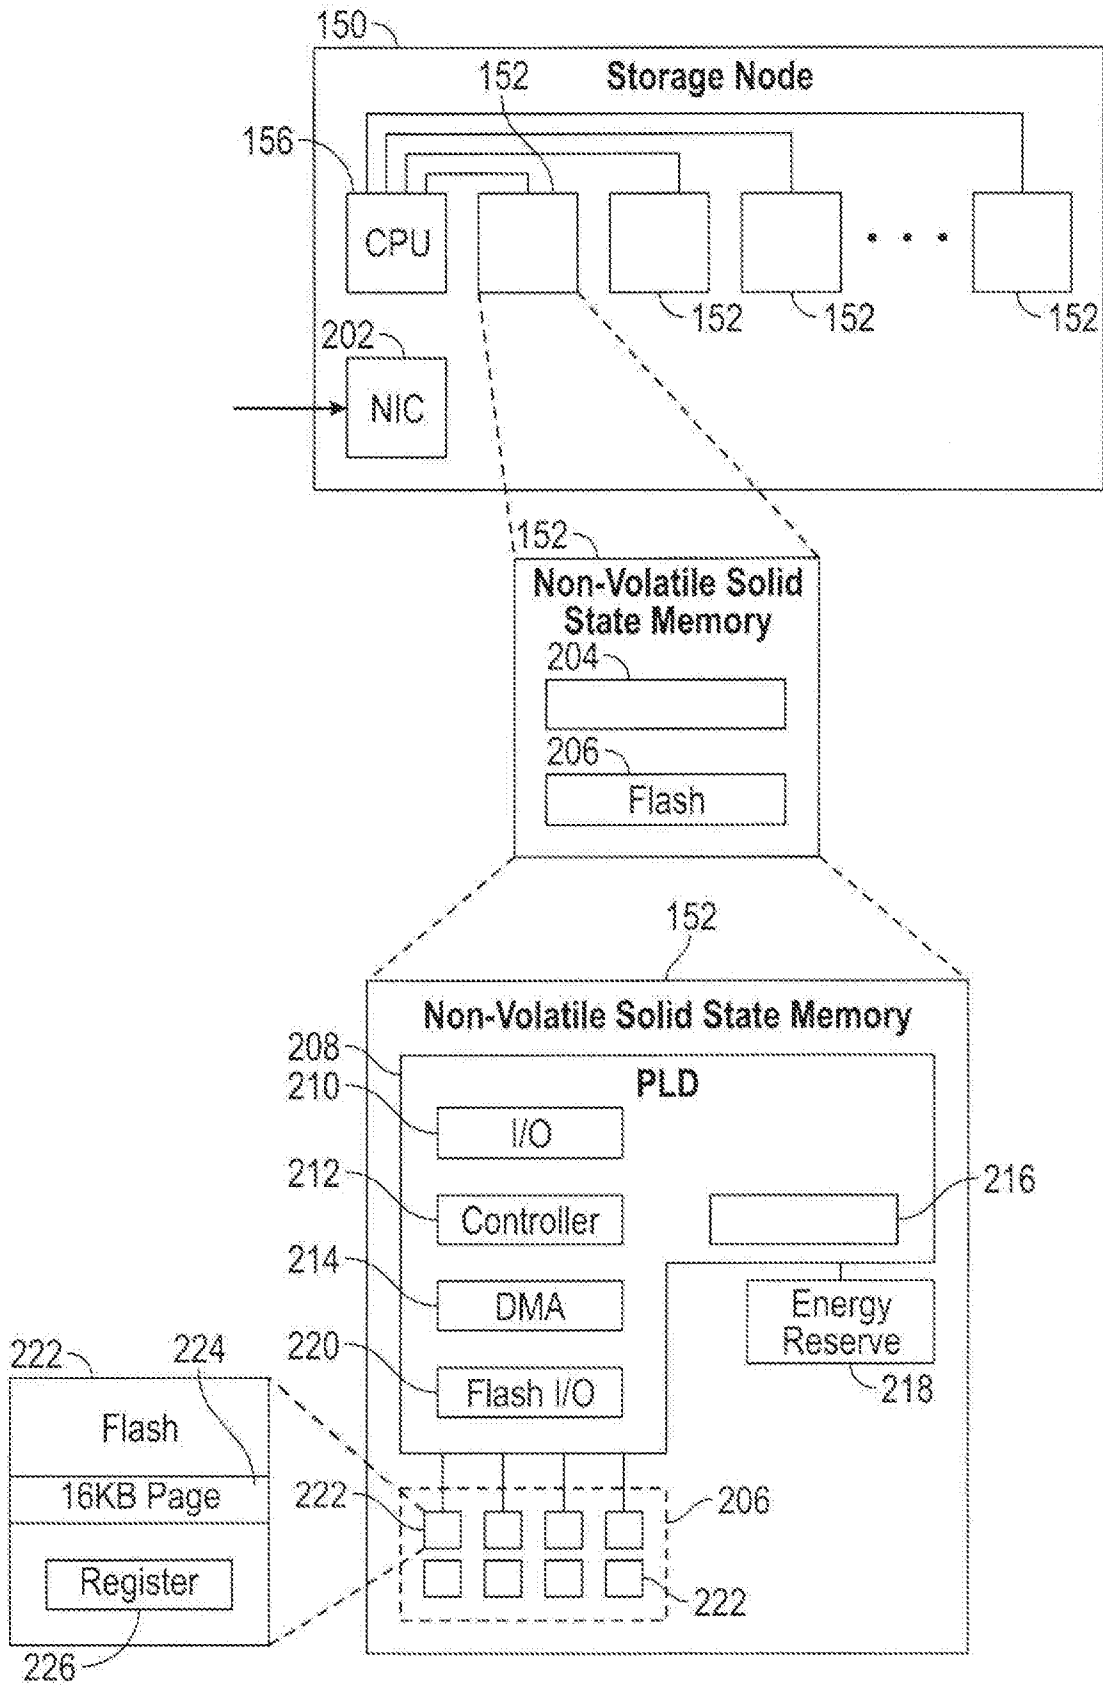 150
Storage Node
152
156
CPU
152
152
152
202
NIC
152
Non-Volatile Solid
State Memory
204
206
Flash
152
Non-Volatile Solid State Memory
208
PLD
210
I/O
212
Controller
216
214
DMA
Energy
Reserve
218
220
Flash I/O
222
224
Flash
16KB Page
Register
226
222
206
222